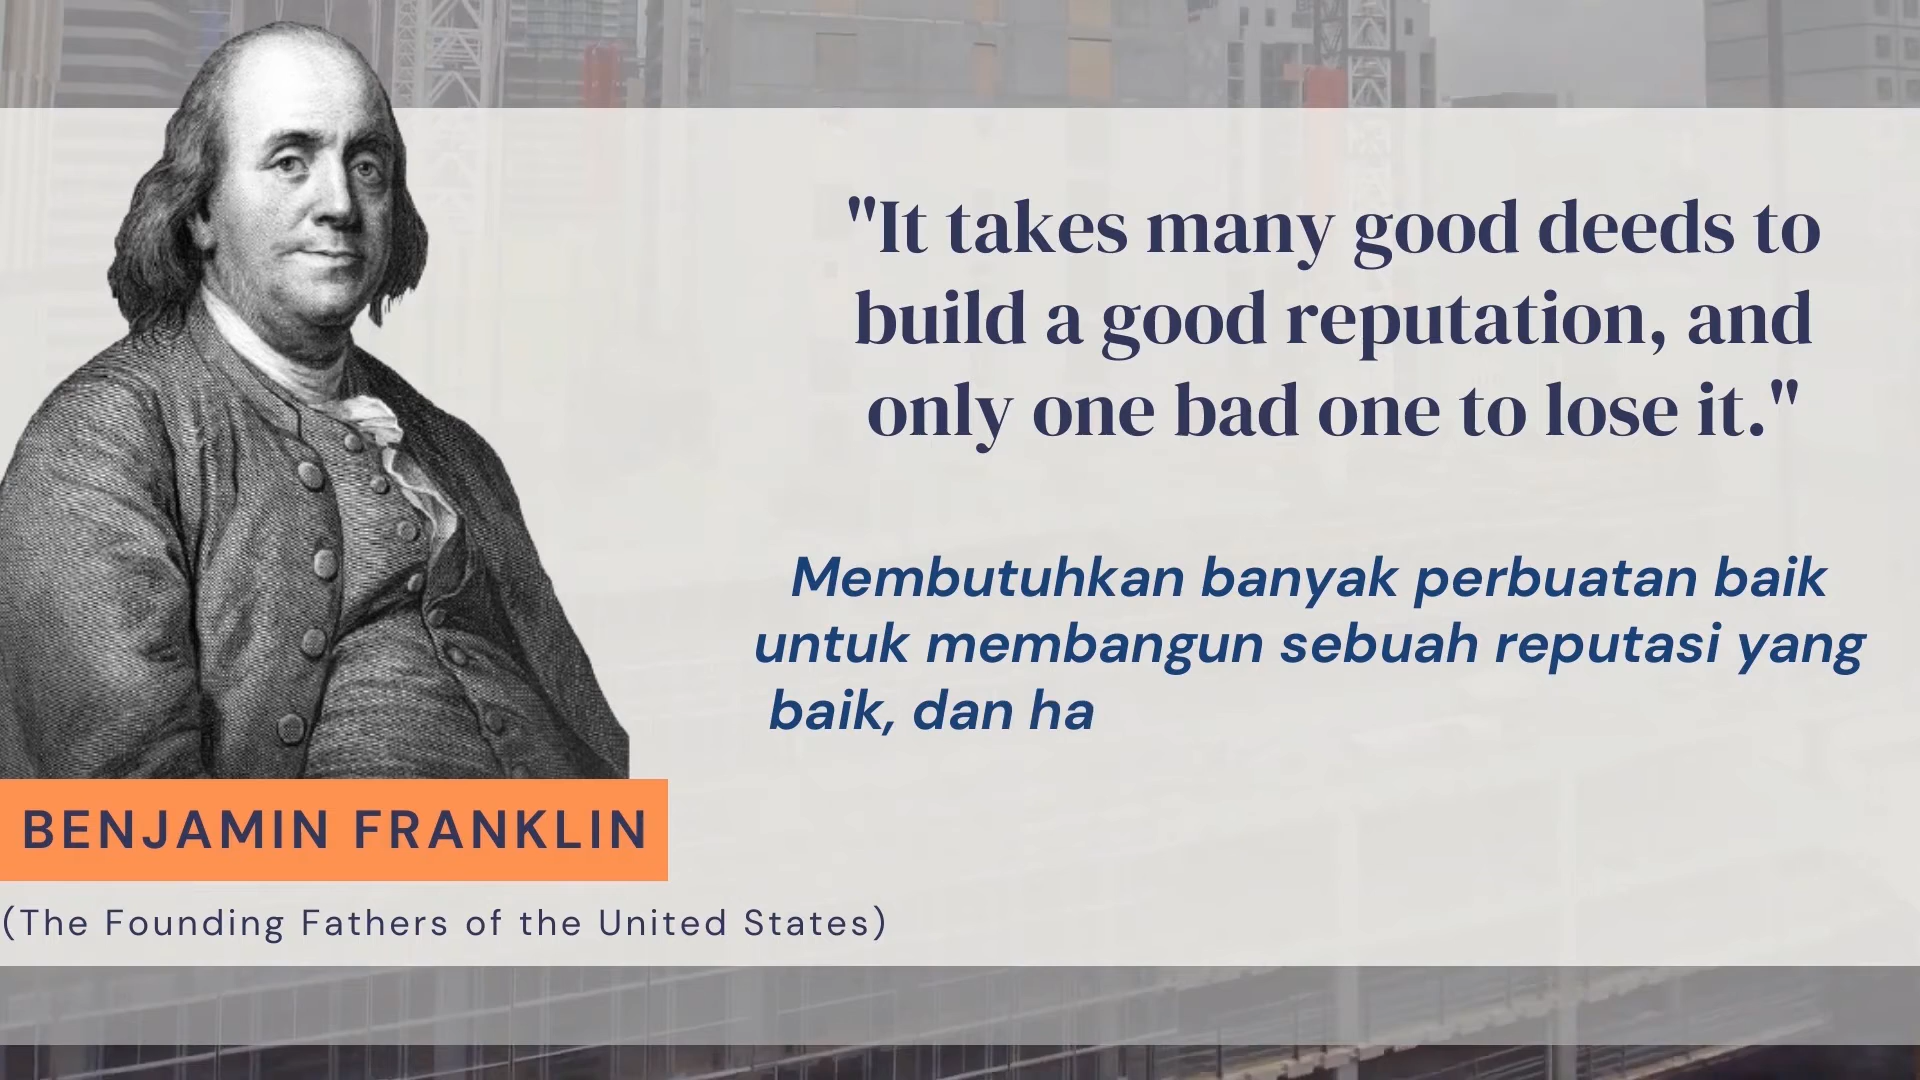 "It takes many good deeds to
build a good reputation, and
only one bad one to lose it."
Membutuhkan banyak perbuatan baik
untuk membangun sebuah reputasi yang
baik, dan ha
BENJAMIN FRANKLIN
(The Founding Fathers of the United States)